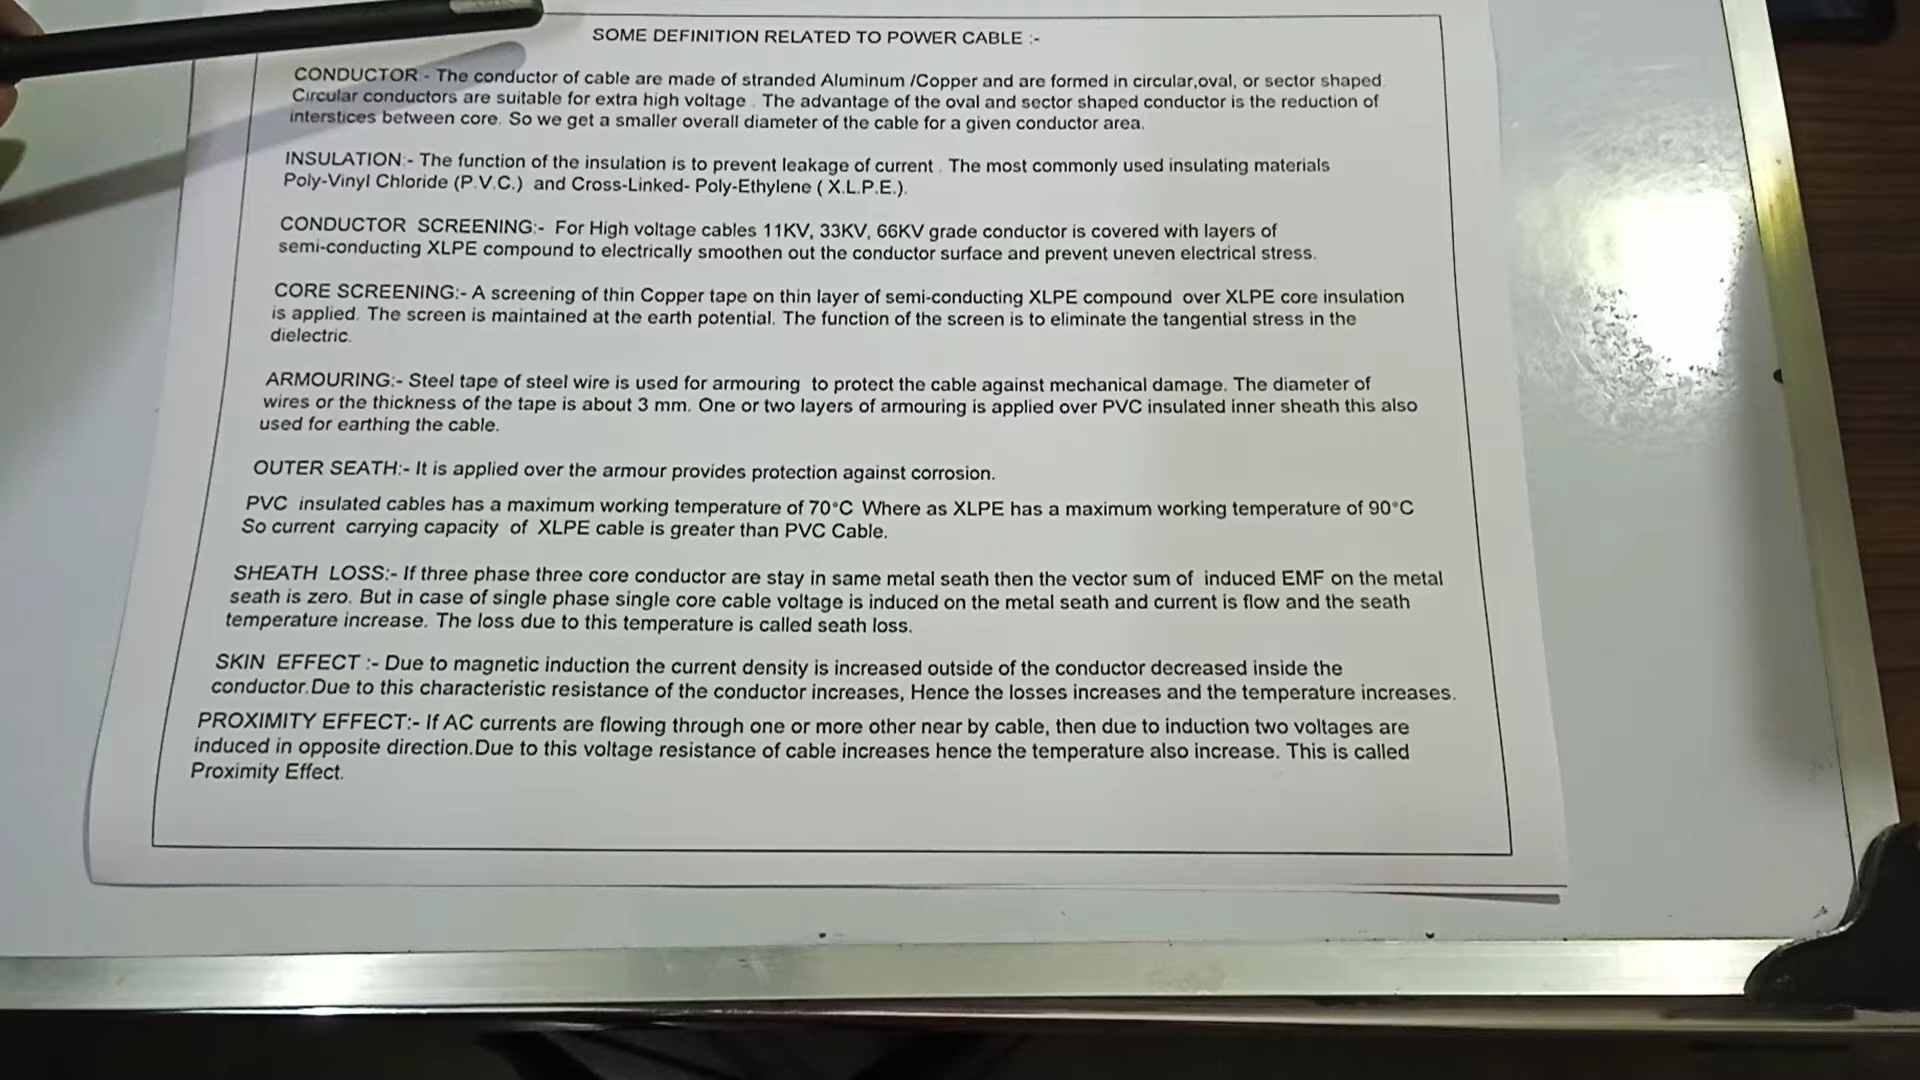 SOME DEFINITION RELATED TO POWER CABLE :-
CONDUCTOR:- The conductor of cable are made of stranded Aluminum /Copper and are formed in circular,oval, or sector shaped.
Circular conductors are suitable for extra high voltage . The advantage of the oval and sector shaped conductor is the reduction of
interstices between core. So we get a smaller overall diameter of the cable for a given conductor area.
INSULATION:- The function of the insulation is to prevent leakage of current . The most commonly used insulating materials
Poly-Vinyl Chloride (P.V.C.) and Cross-Linked- Poly-Ethylene ( X.L.P.E.).
CONDUCTOR SCREENING:- For High voltage cables 11KV, 33KV, 66KV grade conductor is covered with layers of
semi-conducting XLPE compound to electrically smoothen out the conductor surface and prevent uneven electrical stress.
CORE SCREENING:- A screening of thin Copper tape on thin layer of semi-conducting XLPE compound over XLPE core insulation
is applied. The screen is maintained at the earth potential. The function of the screen is to eliminate the tangential stress in the
dielectric.
ARMOURING:- Steel tape of steel wire is used for armouring to protect the cable against mechanical damage. The diameter of
wires or the thickness of the tape is about 3 mm. One or two layers of armouring is applied over PVC insulated inner sheath this also
used for earthing the cable.
OUTER SEATH:- It is applied over the armour provides protection against corrosion.
PVC insulated cables has a maximum working temperature of 70°C Where as XLPE has a maximum working temperature of 90°C
So current carrying capacity of XLPE cable is greater than PVC Cable.
SHEATH LOSS:- If three phase three core conductor are stay in same metal seath then the vector sum of induced EMF on the metal
seath is zero. But in case of single phase single core cable voltage is induced on the metal seath and current is flow and the seath
temperature increase. The loss due to this temperature is called seath loss.
SKIN EFFECT :- Due to magnetic induction the current density is increased outside of the conductor decreased inside the
conductor.Due to this characteristic resistance of the conductor increases, Hence the losses increases and the temperature increases.
PROXIMITY EFFECT:- If AC currents are flowing through one or more other near by cable, then due to induction two voltages are
induced in opposite direction.Due to this voltage resistance of cable increases hence the temperature also increase. This is called
Proximity Effect.